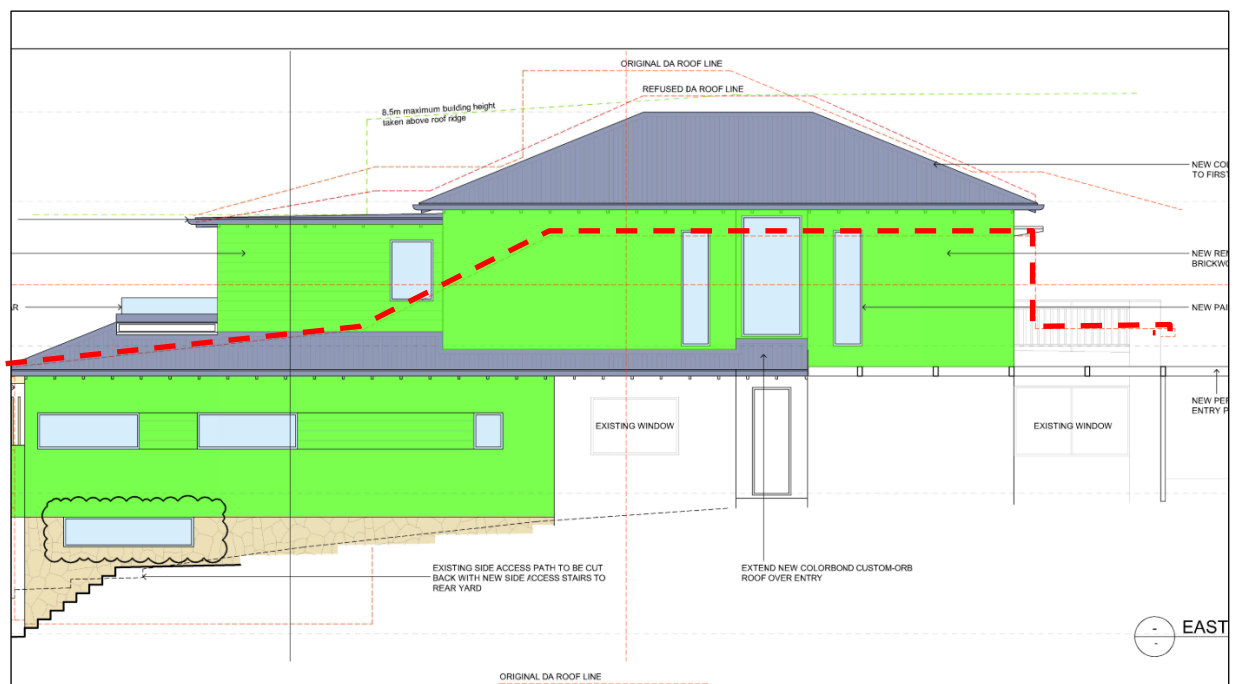 ORIGINAL DA ROOF LINE
REFUSED DA ROOF LINE
8.5m maximum building height
taken above roof ridge
NEW COL
TO FIRST
NEW REN
BRICKWO
AR
NEW PAI
NEW PER
ENTRY P
EXISTING WINDOW
EXISTING WINDOW
EXISTING SIDE ACCESS PATH TO BE CUT
BACK WITH NEW SIDE ACCESS STAIRS TO
REAR YARD
EXTEND NEW COLORBOND CUSTOM-ORB
ROOF OVER ENTRY
-
-
EAST
ORIGINAL DA ROOF LINE